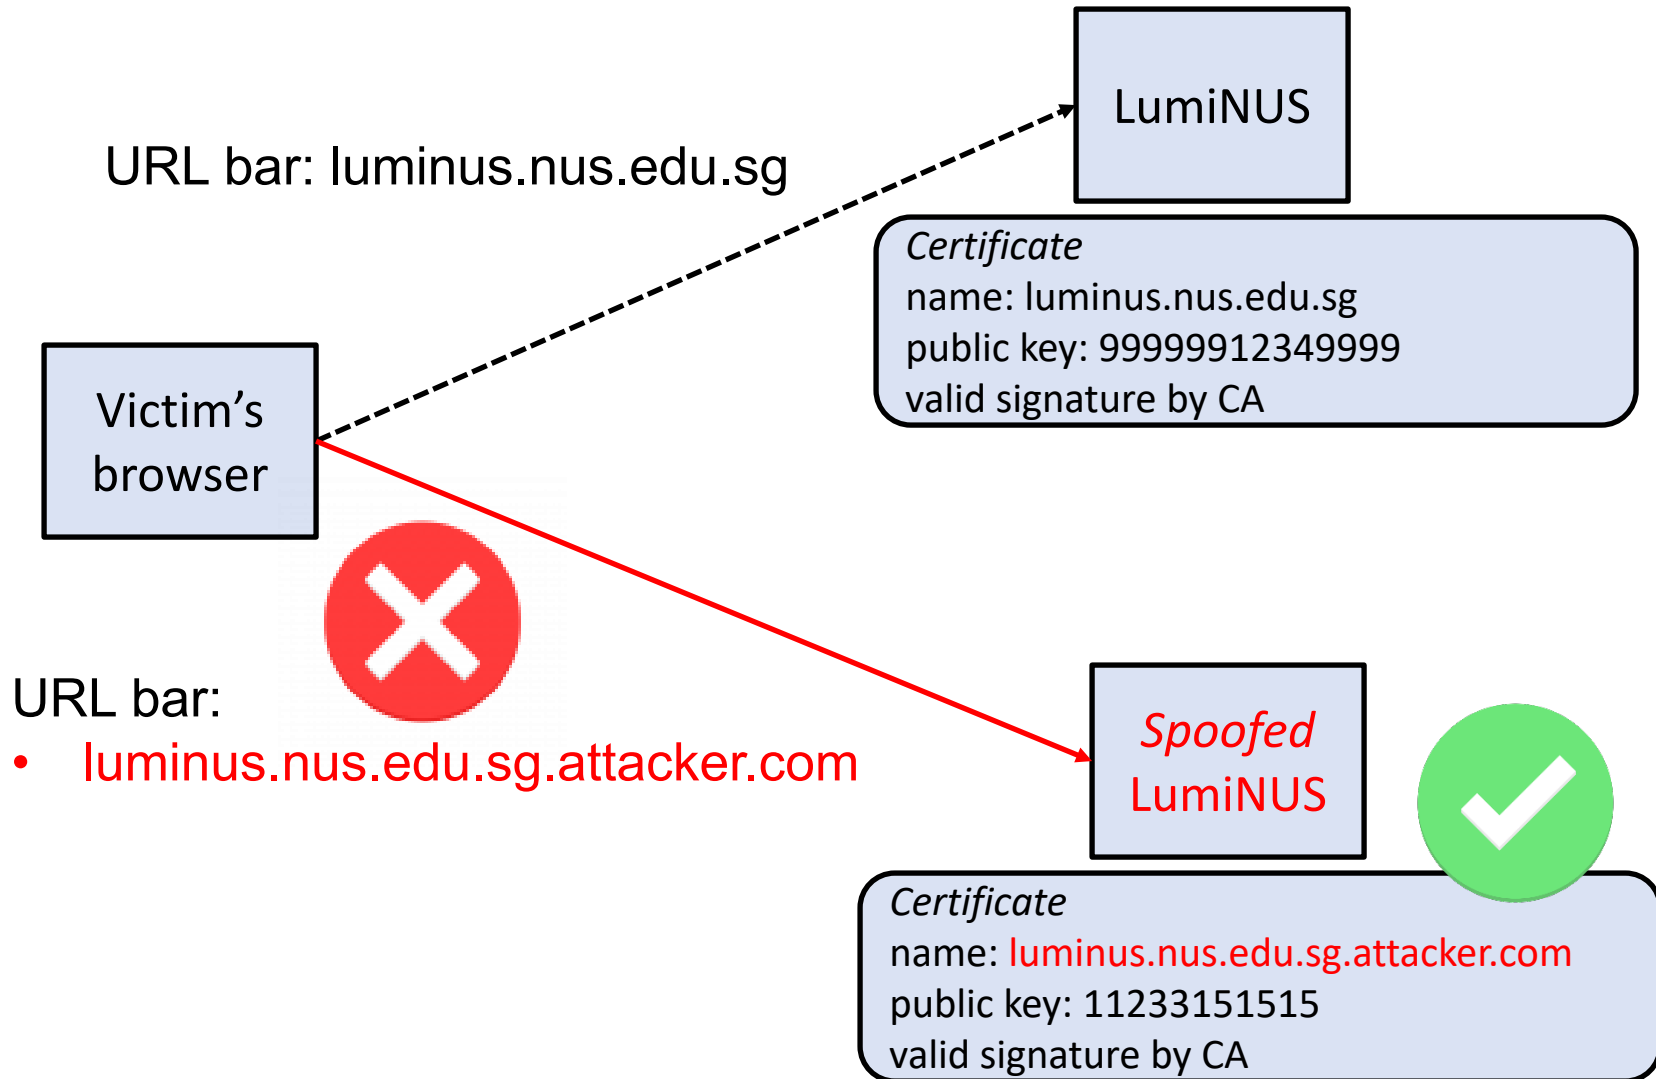 LumiNUS
URL bar: luminus.nus.edu.sg
Certificate
name: luminus.nus.edu.sg
public key: 99999912349999
valid signature by CA
Victim’s
browser
URL bar:
• luminus.nus.edu.sg.attacker.com
Spoofed
LumiNUS
Certificate
name: luminus.nus.edu.sg.attacker.com
public key: 11233151515
valid signature by CA